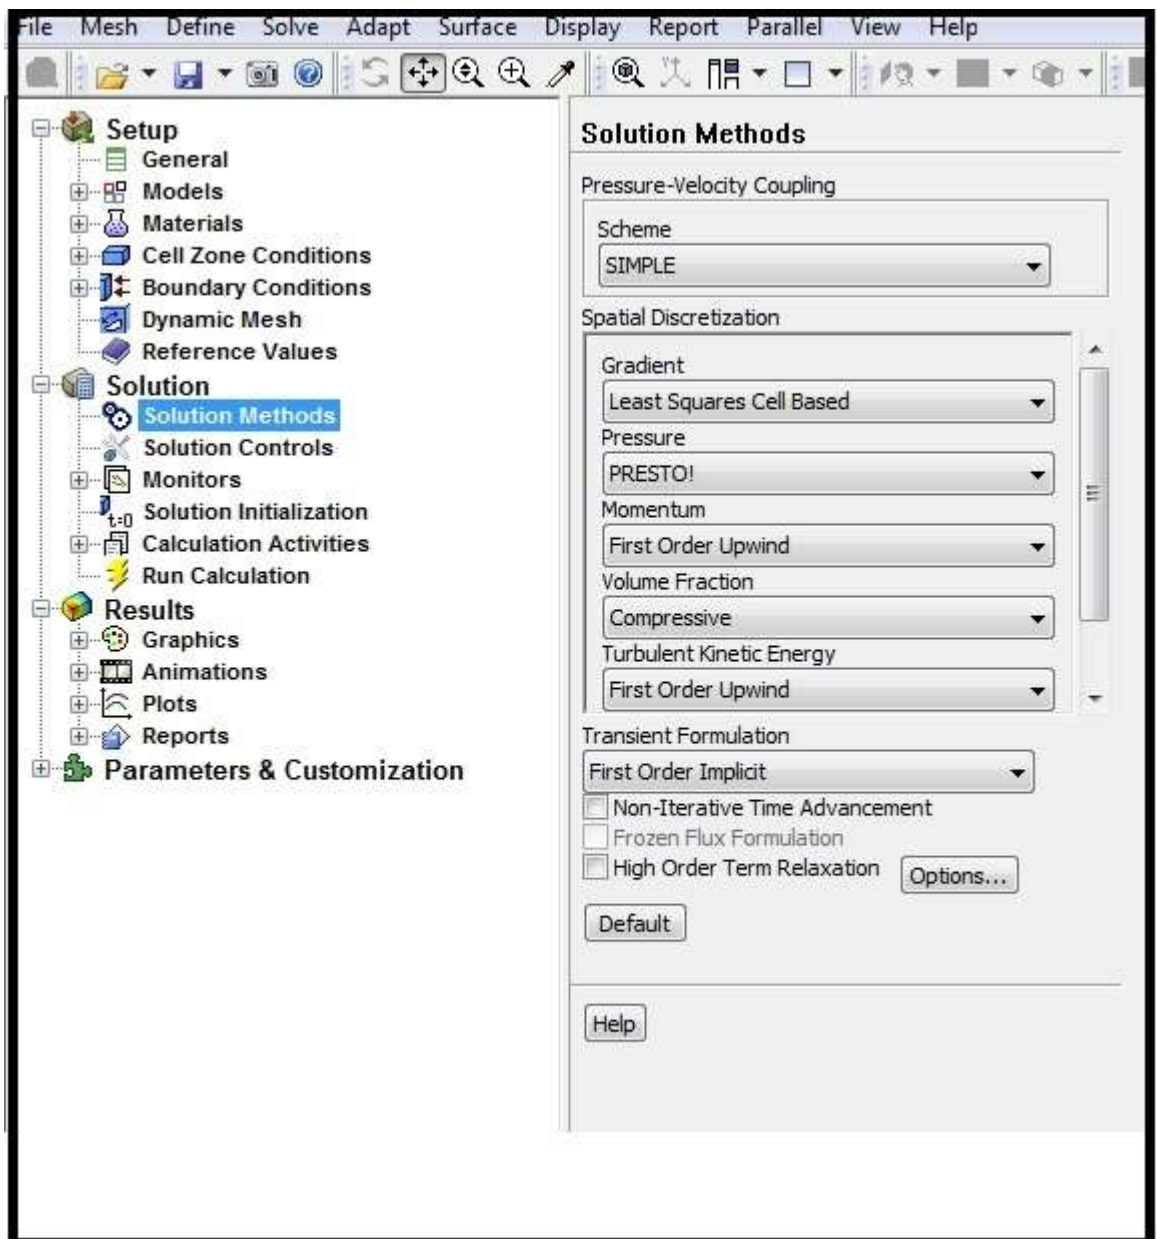 File Mesh Define Solve Adapt Surface Display Report Parallel View Help
Setup
General
Models
Materials
Cell Zone Conditions
Boundary Conditions
Dynamic Mesh
Reference Values
Solution
Solution Methods
Solution Controls
Monitors
t=0 Solution Initialization
Calculation Activities
Run Calculation
Results
Graphics
Animations
Plots
Reports
Parameters & Customization
Solution Methods
Pressure-Velocity Coupling
Scheme
SIMPLE
Spatial Discretization
Gradient
Least Squares Cell Based
Pressure
PRESTO!
Momentum
First Order Upwind
Volume Fraction
Compressive
Turbulent Kinetic Energy
First Order Upwind
Transient Formulation
First Order Implicit
Non-Iterative Time Advancement
Frozen Flux Formulation
High Order Term Relaxation Options...
Default
Help